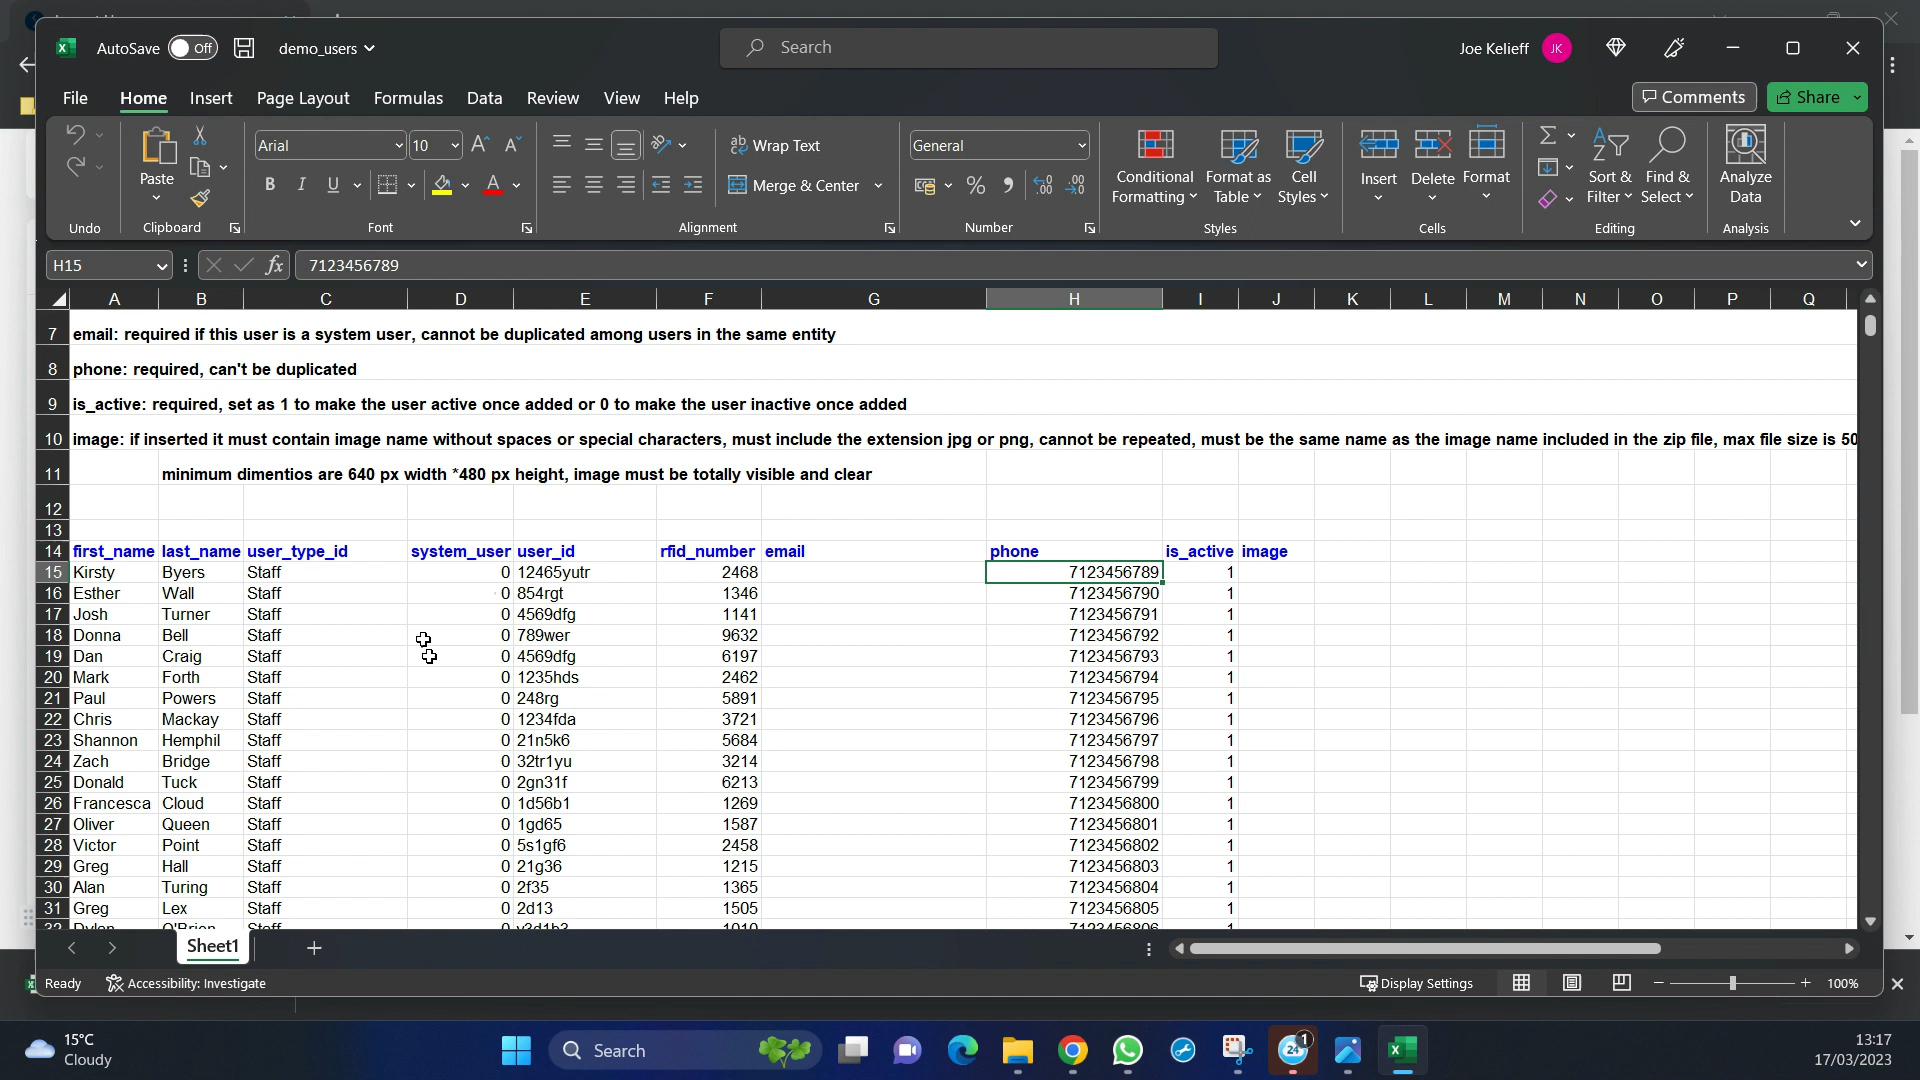 AutoSave Off demo_users Search Joe Kelieff JK
File Home Insert Page Layout Formulas Data Review View Help Comments Share
Paste Arial 10 Wrap Text General Conditional Formatting Format as Table Cell Styles Insert Delete Format Sort & Filter Find & Select Analyze Data
B I U Merge & Center
Undo Clipboard Font Alignment Number Styles Cells Editing Analysis
H15 fx 7123456789
A B C D E F G H I J K L M N O P Q
7 email: required if this user is a system user, cannot be duplicated among users in the same entity
8 phone: required, can't be duplicated
9 is_active: required, set as 1 to make the user active once added or 0 to make the user inactive once added
10 image: if inserted it must contain image name without spaces or special characters, must include the extension jpg or png, cannot be repeated, must be the same name as the image name included in the zip file, max file size is 50
11 minimum dimentios are 640 px width *480 px height, image must be totally visible and clear
12
13
14 first_name last_name user_type_id system_user user_id rfid_number email phone is_active image
15 Kirsty Byers Staff 0 12465yutr 2468 7123456789 1
16 Esther Wall Staff 0 854rgt 1346 7123456790 1
17 Josh Turner Staff 0 4569dfg 1141 7123456791 1
18 Donna Bell Staff 0 789wer 9632 7123456792 1
19 Dan Craig Staff 0 4569dfg 6197 7123456793 1
20 Mark Forth Staff 0 1235hds 2462 7123456794 1
21 Paul Powers Staff 0 248rg 5891 7123456795 1
22 Chris Mackay Staff 0 1234fda 3721 7123456796 1
23 Shannon Hemphil Staff 0 21n5k6 5684 7123456797 1
24 Zach Bridge Staff 0 32tr1yu 3214 7123456798 1
25 Donald Tuck Staff 0 2gn31f 6213 7123456799 1
26 Francesca Cloud Staff 0 1d56b1 1269 7123456800 1
27 Oliver Queen Staff 0 1gd65 1587 7123456801 1
28 Victor Point Staff 0 5s1gf6 2458 7123456802 1
29 Greg Hall Staff 0 21g36 1215 7123456803 1
30 Alan Turing Staff 0 2f35 1365 7123456804 1
31 Greg Lex Staff 0 2d13 1505 7123456805 1
Sheet1
Ready Accessibility: Investigate Display Settings 100%
15°C
Cloudy
Search
24 1
13:17
17/03/2023